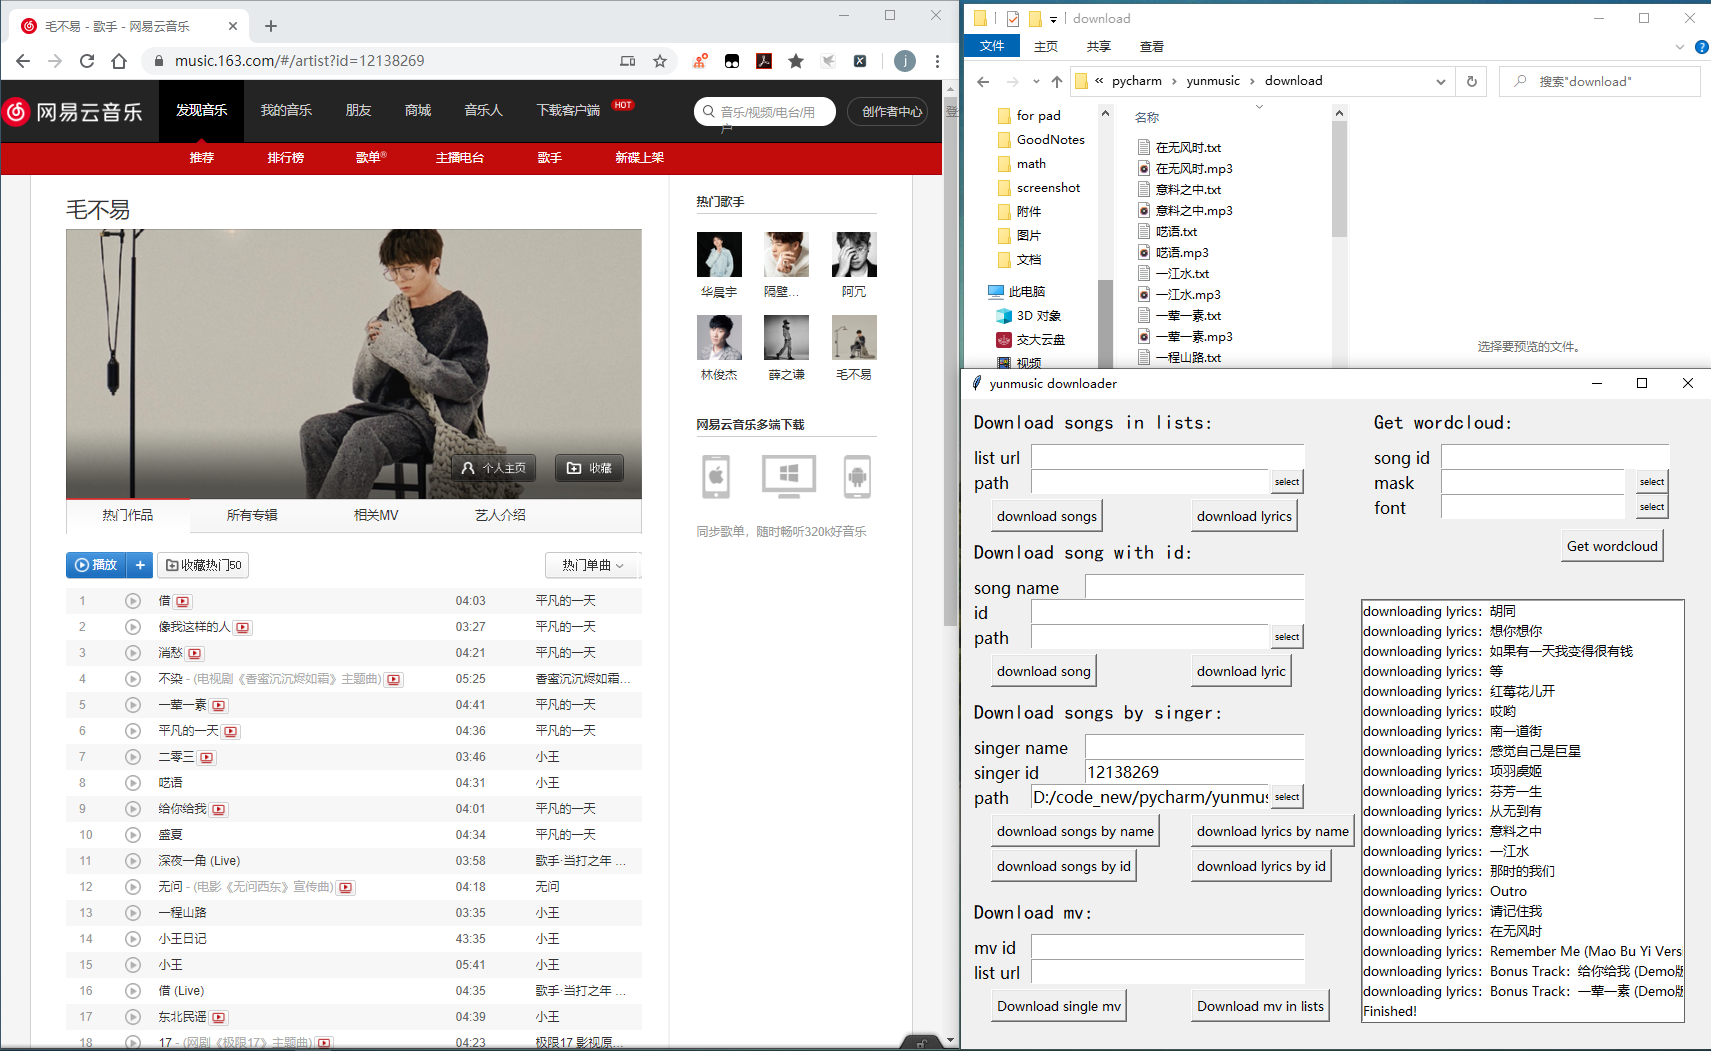 毛不易 - 歌手 - 网易云音乐
music.163.com/#/artist?id=12138269
j
网易云音乐
发现音乐
我的音乐
朋友
商城
音乐人
下载客户端
HOT
音乐/视频/电台/用户
创作者中心
登
推荐
排行榜
歌单®
主播电台
歌手
新碟上架
毛不易
个人主页
收藏
热门作品
所有专辑
相关MV
艺人介绍
播放
+
收藏热门50
热门单曲
1 借 04:03 平凡的一天
2 像我这样的人 03:27 平凡的一天
3 消愁 04:21 平凡的一天
4 不染 - (电视剧《香蜜沉沉烬如霜》主题曲) 05:25 香蜜沉沉烬如霜...
5 一荤一素 04:41 平凡的一天
6 平凡的一天 04:36 平凡的一天
7 二零三 03:46 小王
8 呓语 04:31 小王
9 给你给我 04:01 平凡的一天
10 盛夏 04:34 平凡的一天
11 深夜一角 (Live) 03:58 歌手·当打之年 ...
12 无问 - (电影《无问西东》宣传曲) 04:18 无问
13 一程山路 03:35 小王
14 小王日记 43:35 小王
15 小王 05:41 小王
16 借 (Live) 04:35 歌手·当打之年 ...
17 东北民谣 04:39 小王
18 17 - (网剧《极限17》主题曲) 04:23 极限17 影视原...
热门歌手
华晨宇
隔壁...
阿冗
林俊杰
薛之谦
毛不易
网易云音乐多端下载
同步歌单，随时畅听320k好音乐
download
文件
主页
共享
查看
« pycharm › yunmusic › download
搜索"download"
for pad
GoodNotes
math
screenshot
附件
图片
文档
此电脑
3D 对象
交大云盘
视频
名称
在无风时.txt
在无风时.mp3
意料之中.txt
意料之中.mp3
呓语.txt
呓语.mp3
一江水.txt
一江水.mp3
一荤一素.txt
一荤一素.mp3
一程山路.txt
选择要预览的文件。
yunmusic downloader
Download songs in lists:
list url
path
select
download songs
download lyrics
Download song with id:
song name
id
path
select
download song
download lyric
Download songs by singer:
singer name
singer id 12138269
path D:/code_new/pycharm/yunmus
select
download songs by name
download lyrics by name
download songs by id
download lyrics by id
Download mv:
mv id
list url
Download single mv
Download mv in lists
Get wordcloud:
song id
mask
select
font
select
Get wordcloud
downloading lyrics: 胡同
downloading lyrics: 想你想你
downloading lyrics: 如果有一天我变得很有钱
downloading lyrics: 等
downloading lyrics: 红莓花儿开
downloading lyrics: 哎哟
downloading lyrics: 南一道街
downloading lyrics: 感觉自己是巨星
downloading lyrics: 项羽虞姬
downloading lyrics: 芬芳一生
downloading lyrics: 从无到有
downloading lyrics: 意料之中
downloading lyrics: 一江水
downloading lyrics: 那时的我们
downloading lyrics: Outro
downloading lyrics: 请记住我
downloading lyrics: 在无风时
downloading lyrics: Remember Me (Mao Bu Yi Versi
downloading lyrics: Bonus Track：给你给我 (Demo版
downloading lyrics: Bonus Track：一荤一素 (Demo版
Finished!